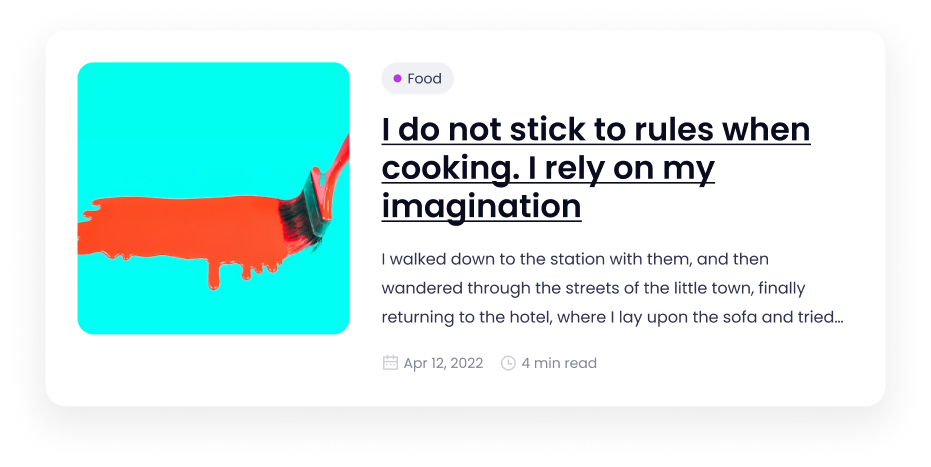 Food
I do not stick to rules when
cooking. I rely on my
imagination
I walked down to the station with them, and then
wandered through the streets of the little town, finally
returning to the hotel, where I lay upon the sofa and tried...
Apr 12, 2022 4 min read